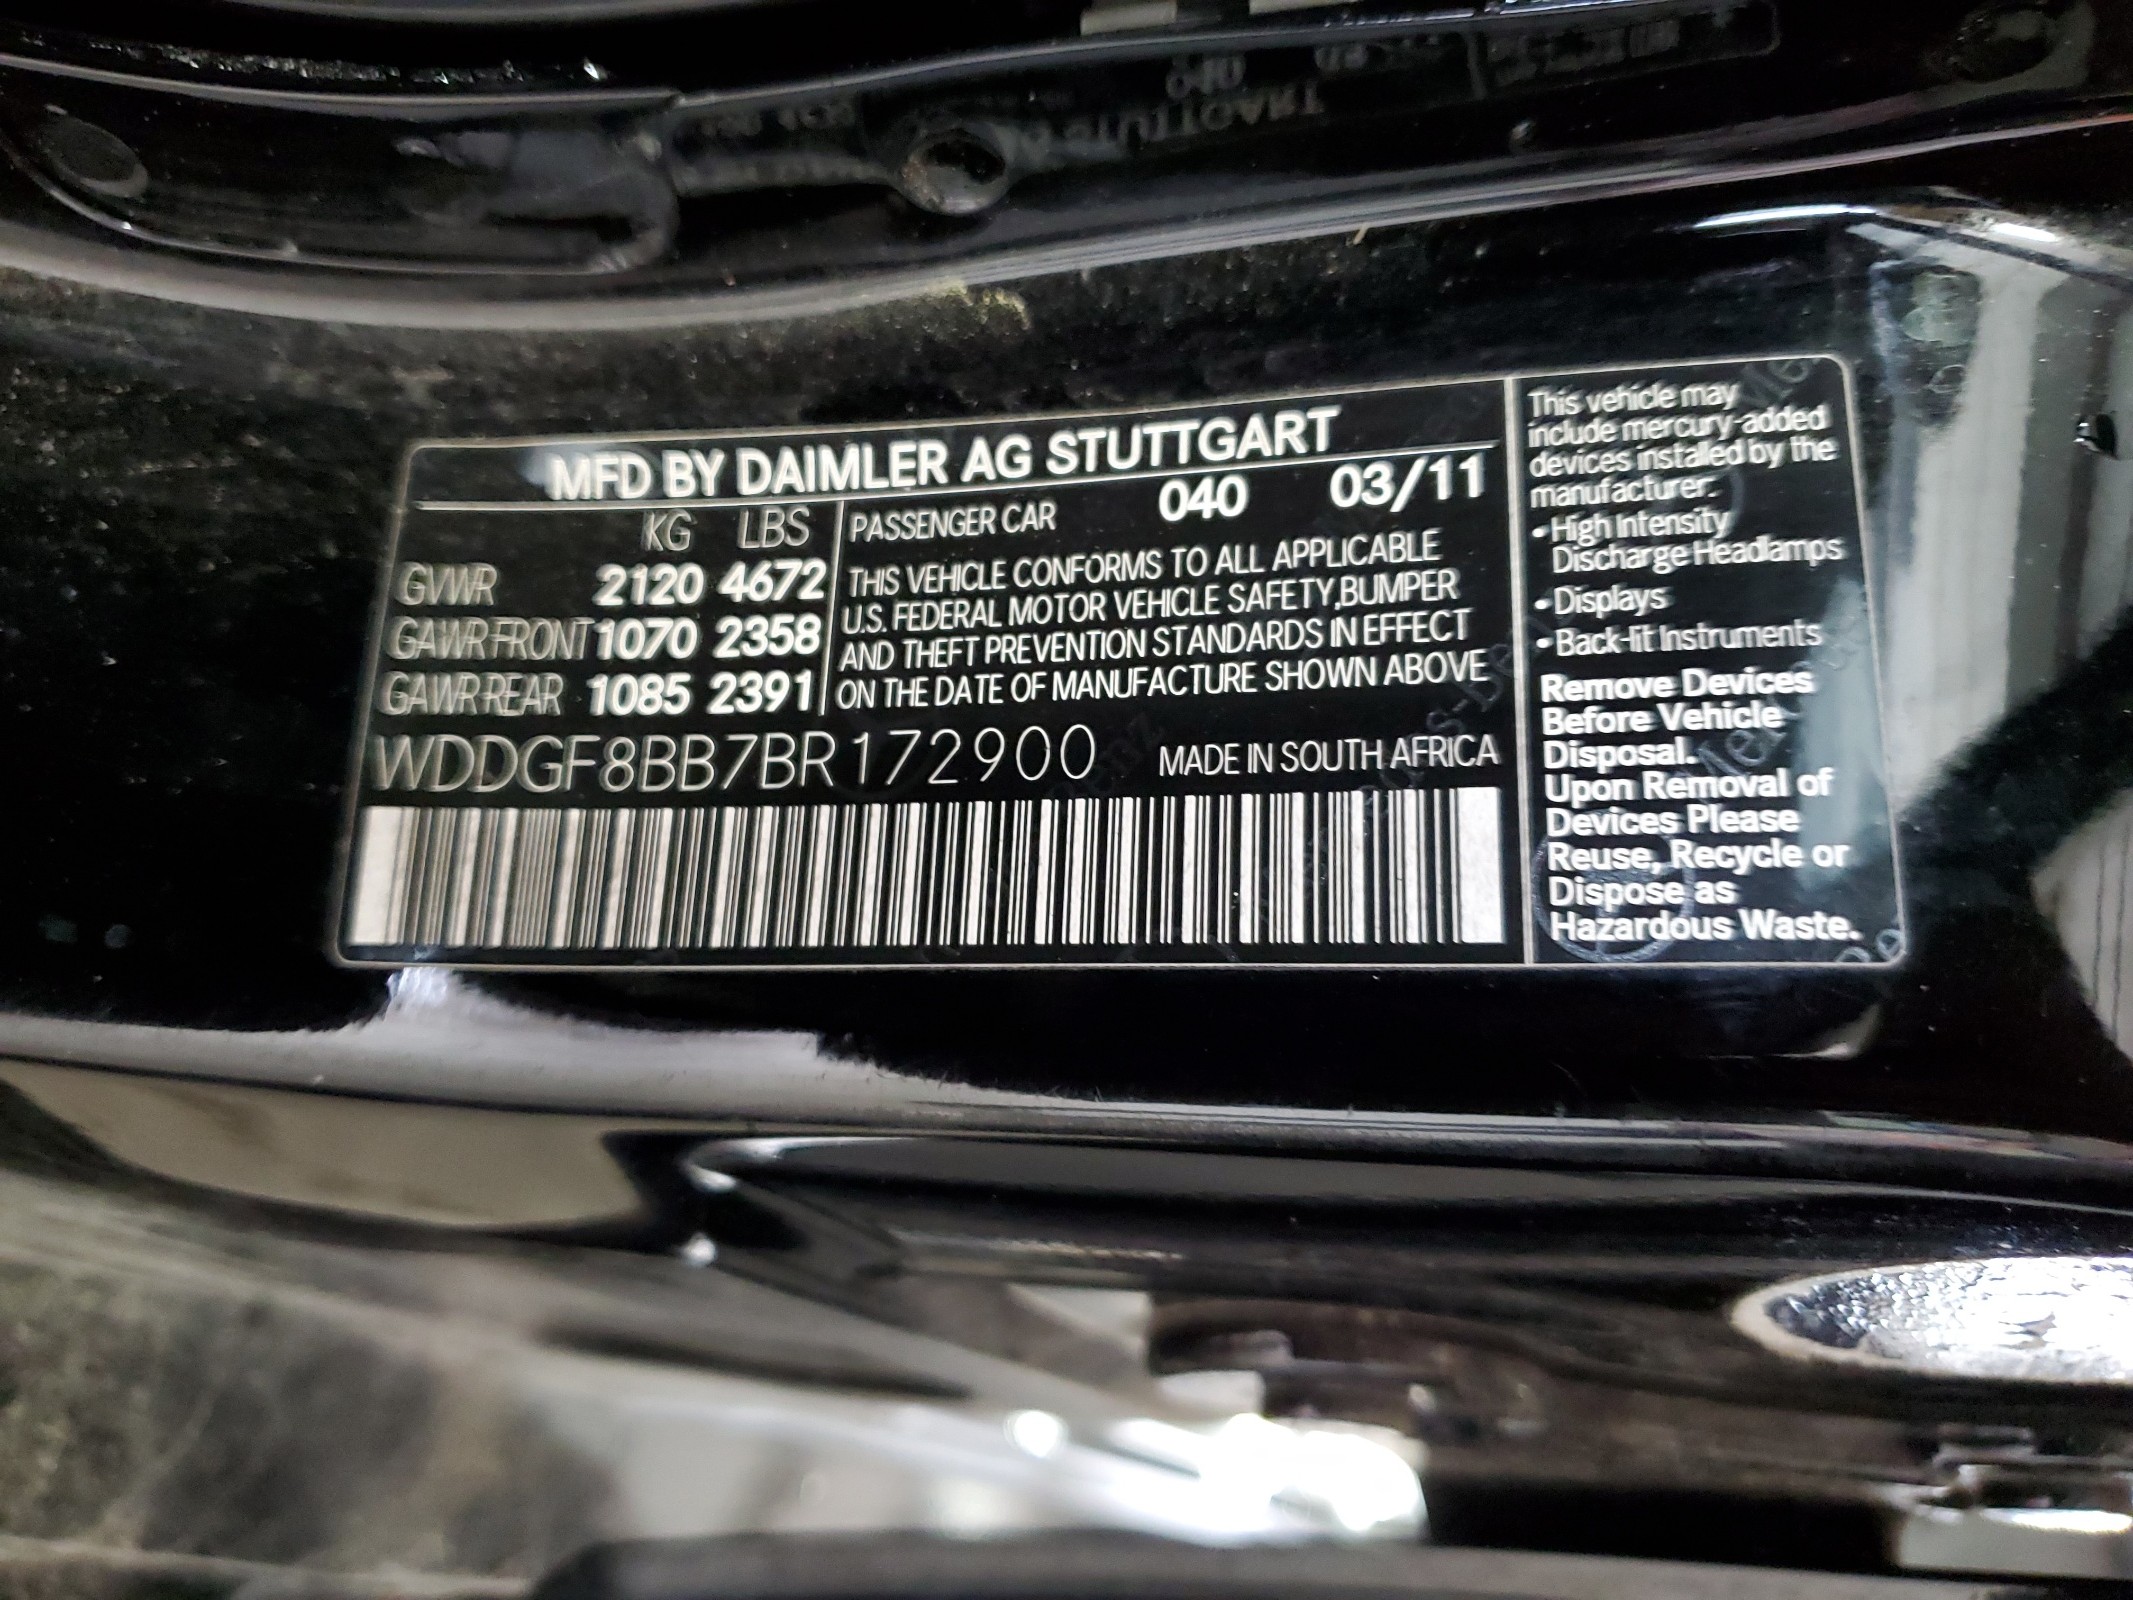 MFD BY DAIMLER AG STUTTGART
KG LBS
GVWR 2120 4672
GAWR FRONT 1070 2358
GAWR REAR 1085 2391
PASSENGER CAR 040 03/11
THIS VEHICLE CONFORMS TO ALL APPLICABLE
U.S. FEDERAL MOTOR VEHICLE SAFETY,BUMPER
AND THEFT PREVENTION STANDARDS IN EFFECT
ON THE DATE OF MANUFACTURE SHOWN ABOVE
WDDGF8BB7BR172900 MADE IN SOUTH AFRICA
This vehicle may
include mercury-added
devices installed by the
manufacturer:
• High Intensity
Discharge Headlamps
• Displays
• Back-lit Instruments
Remove Devices
Before Vehicle
Disposal.
Upon Removal of
Devices Please
Reuse, Recycle or
Dispose as
Hazardous Waste.